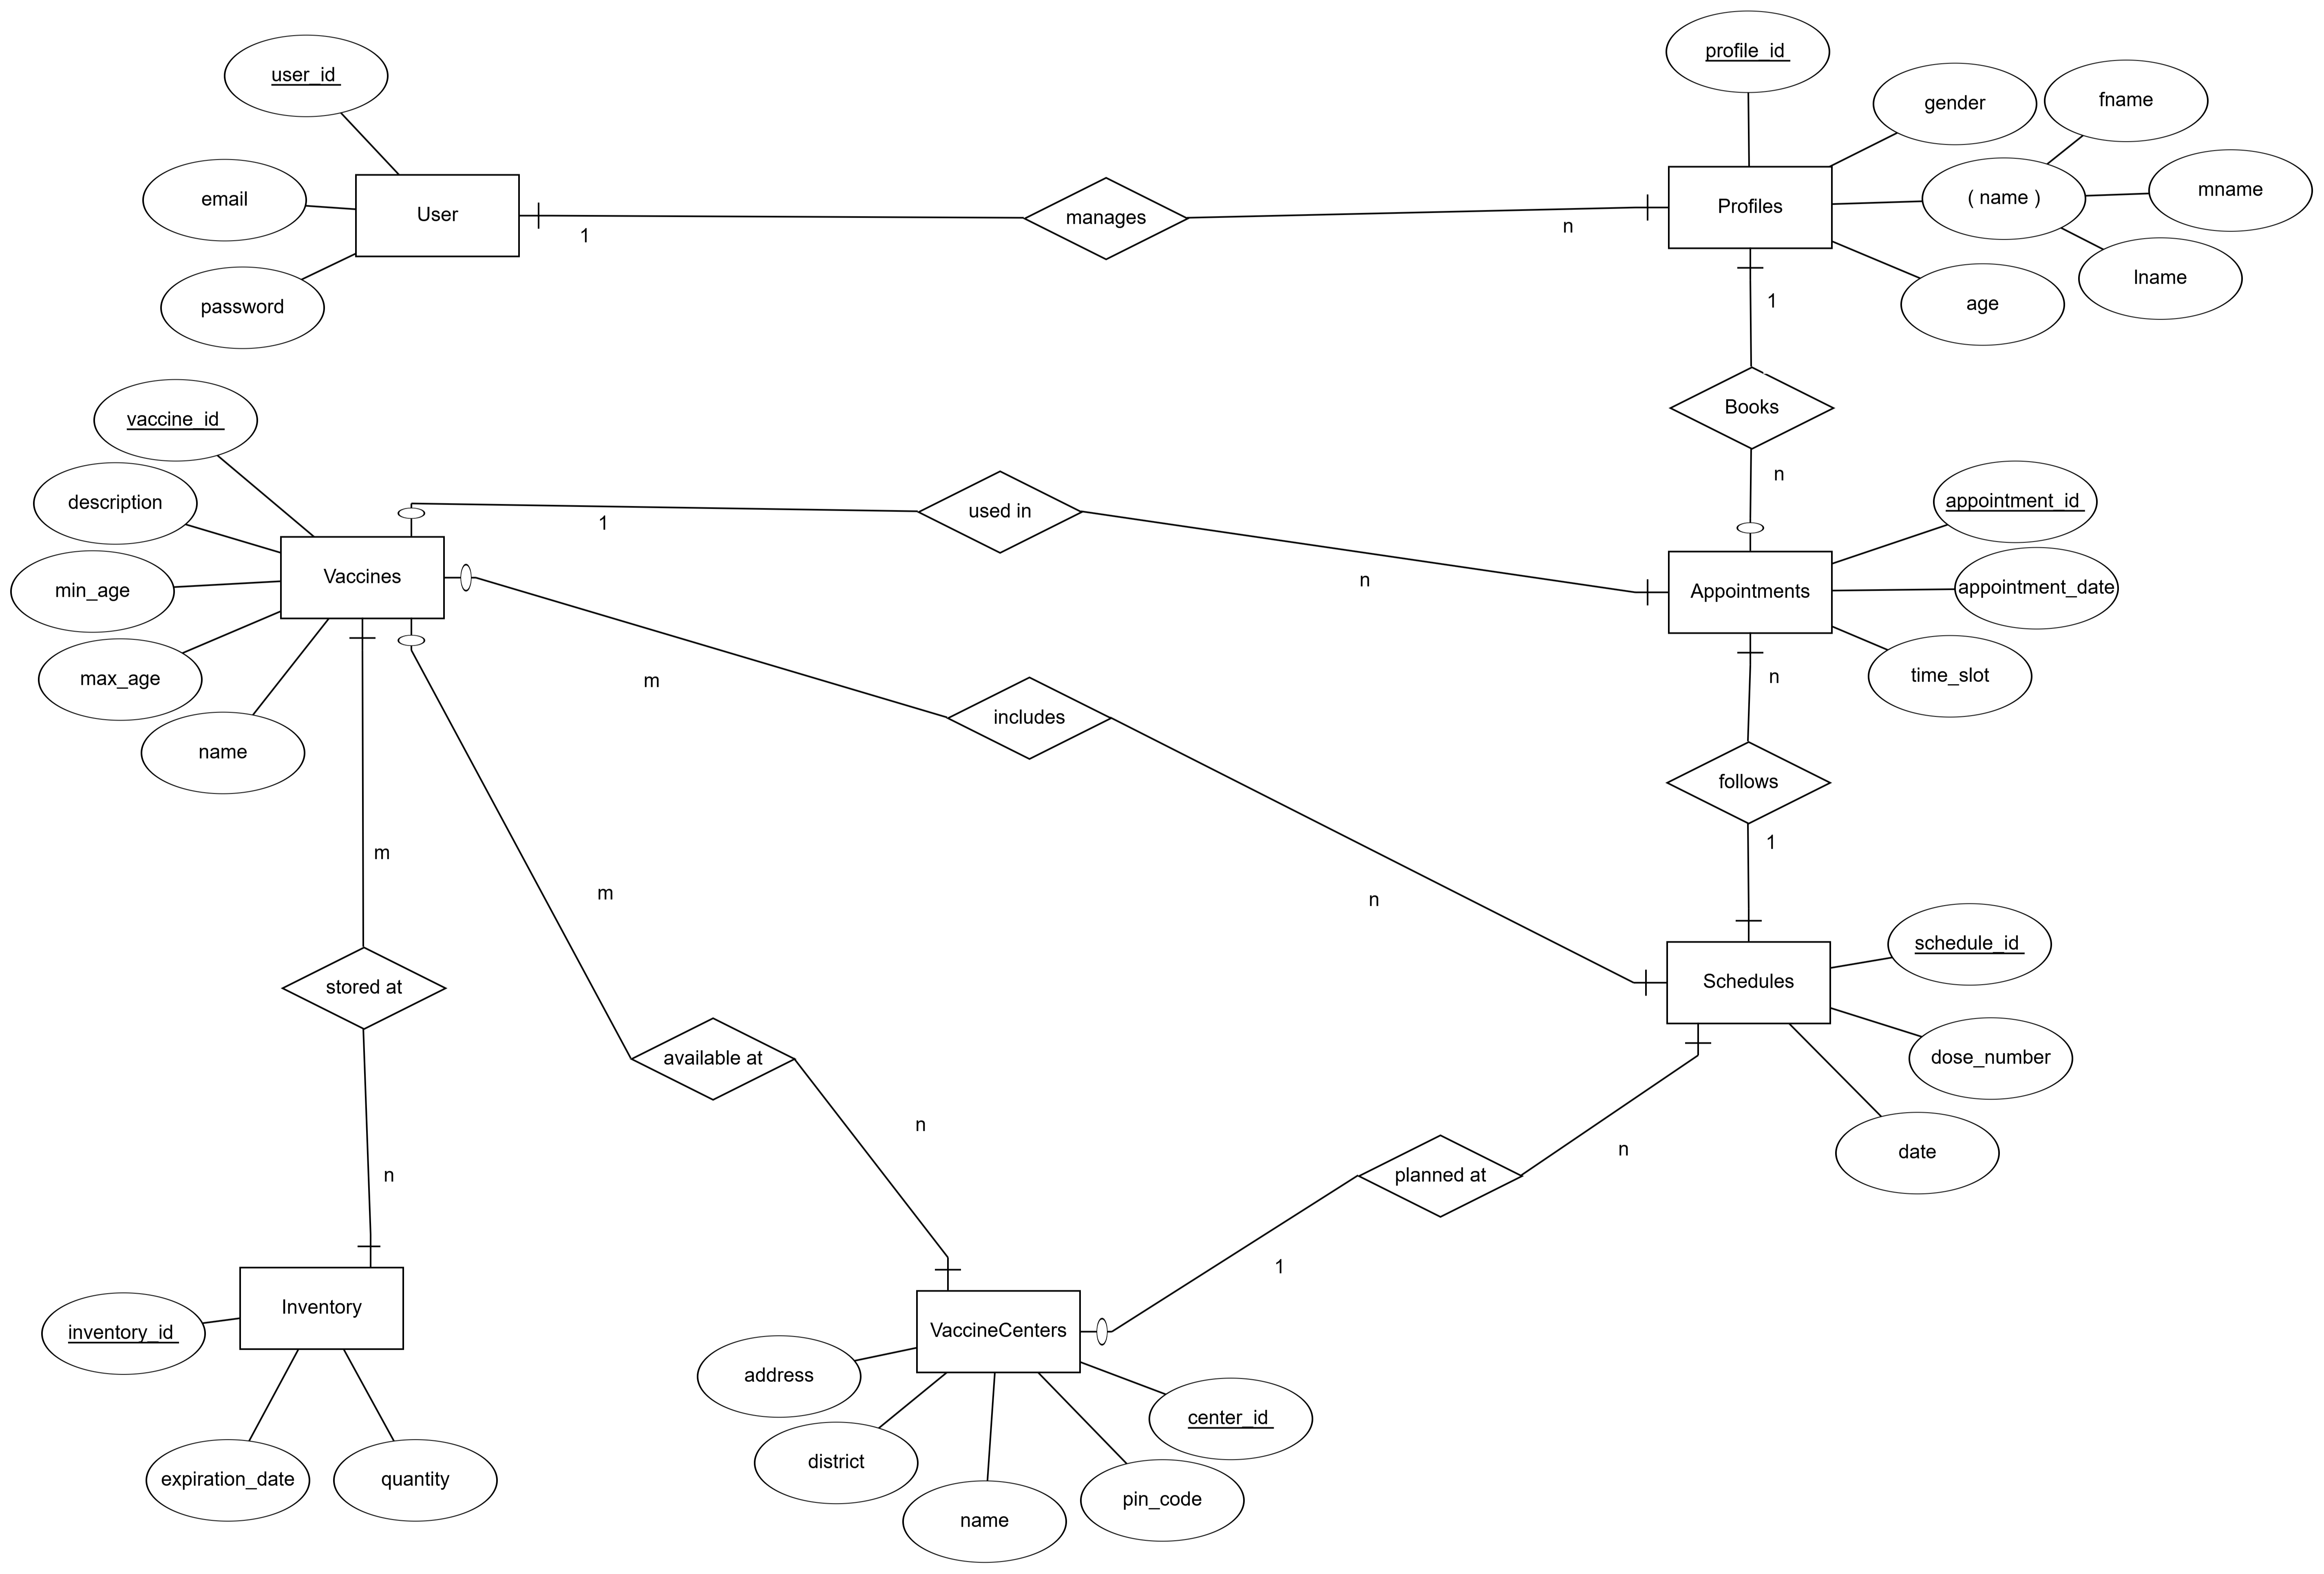 profile_id
user_id
gender
fname
email
User
1
manages
n
Profiles
( name )
mname
lname
password
age
1
vaccine_id
Books
n
description
1
used in
n
appointment_id
Vaccines
Appointments
appointment_date
min_age
max_age
m
includes
n
time_slot
name
follows
1
m
m
n
schedule_id
stored at
Schedules
available at
dose_number
n
n
n
planned at
date
1
Inventory
inventory_id
VaccineCenters
address
center_id
district
expiration_date
quantity
name
pin_code